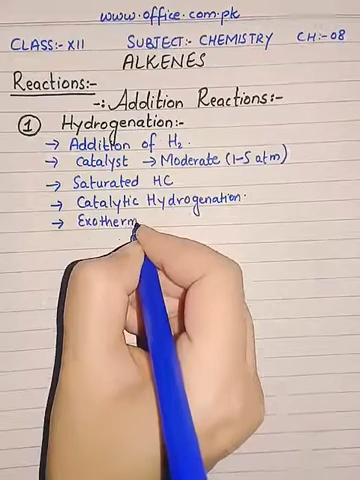 www.office.com.pk
CLASS:- XII SUBJECT:- CHEMISTRY CH:- 08
ALKENES
Reactions:-
-: Addition Reactions:-
① Hydrogenation:-
→ Addition of H₂.
→ Catalyst → Moderate (1-5 atm)
→ Saturated HC
→ Catalytic Hydrogenation.
→ Exotherm